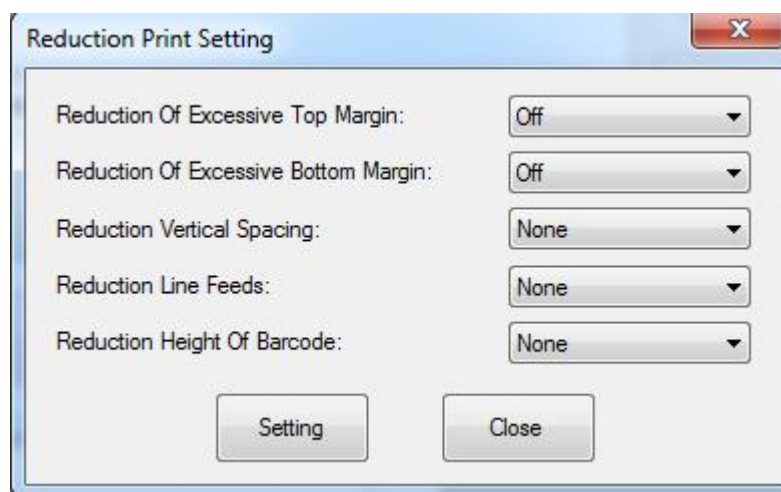 Reduction Print Setting
Reduction Of Excessive Top Margin: Off
Reduction Of Excessive Bottom Margin: Off
Reduction Vertical Spacing: None
Reduction Line Feeds: None
Reduction Height Of Barcode: None
Setting Close